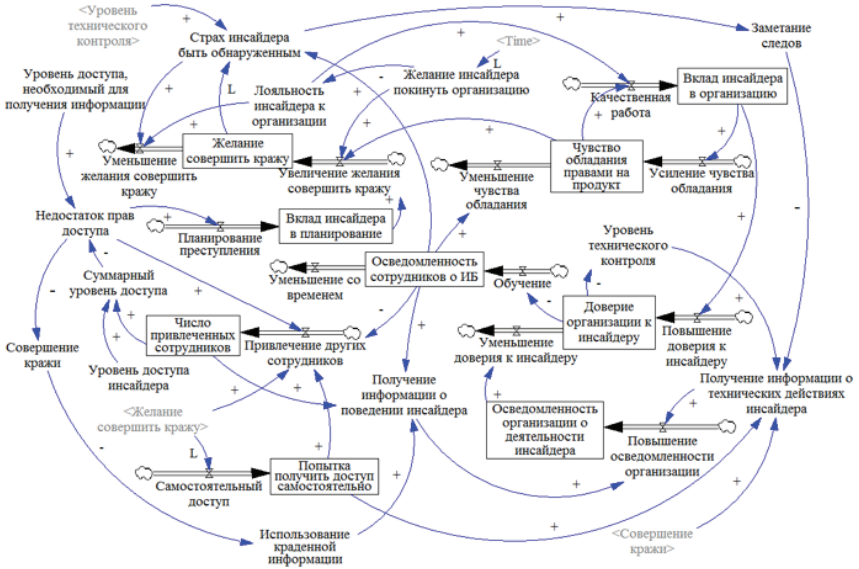 <Уровень
технического
контроля>
Страх инсайдера
быть обнаруженным
<Time>
Заметание
следов
Уровень доступа,
необходимый для
получения информации
Лояльность
инсайдера к
организации
Желание инсайдера
покинуть организацию
Качественная
работа
Вклад инсайдера
в организацию
Желание
совершить кражу
Уменьшение
желания совершить
кражу
Увеличение желания
совершить кражу
Уменьшение
чувства
обладания
Чувство
обладания
правами на
продукт
Усиление чувства
обладания
Недостаток прав
доступа
Планирование
преступления
Вклад инсайдера
в планирование
Уровень
технического
контроля
Суммарный
уровень доступа
Уменьшение со
временем
Осведомленность
сотрудников о ИБ
Обучение
Доверие
организации к
инсайдеру
Повышение
доверия к
инсайдеру
Уменьшение
доверия к инсайдеру
Число
привлеченных
сотрудников
Привлечение других
сотрудников
Совершение
кражи
Уровень доступа
инсайдера
Получение
информации о
поведении инсайдера
Получение информации о
технических действиях
инсайдера
<Желание
совершить кражу>
Осведомленность
организации о
деятельности
инсайдера
Повышение
осведомленности
организации
Самостоятельный
доступ
Попытка
получить доступ
самостоятельно
Использование
краденной
информации
<Совершение
кражи>
L
L
L